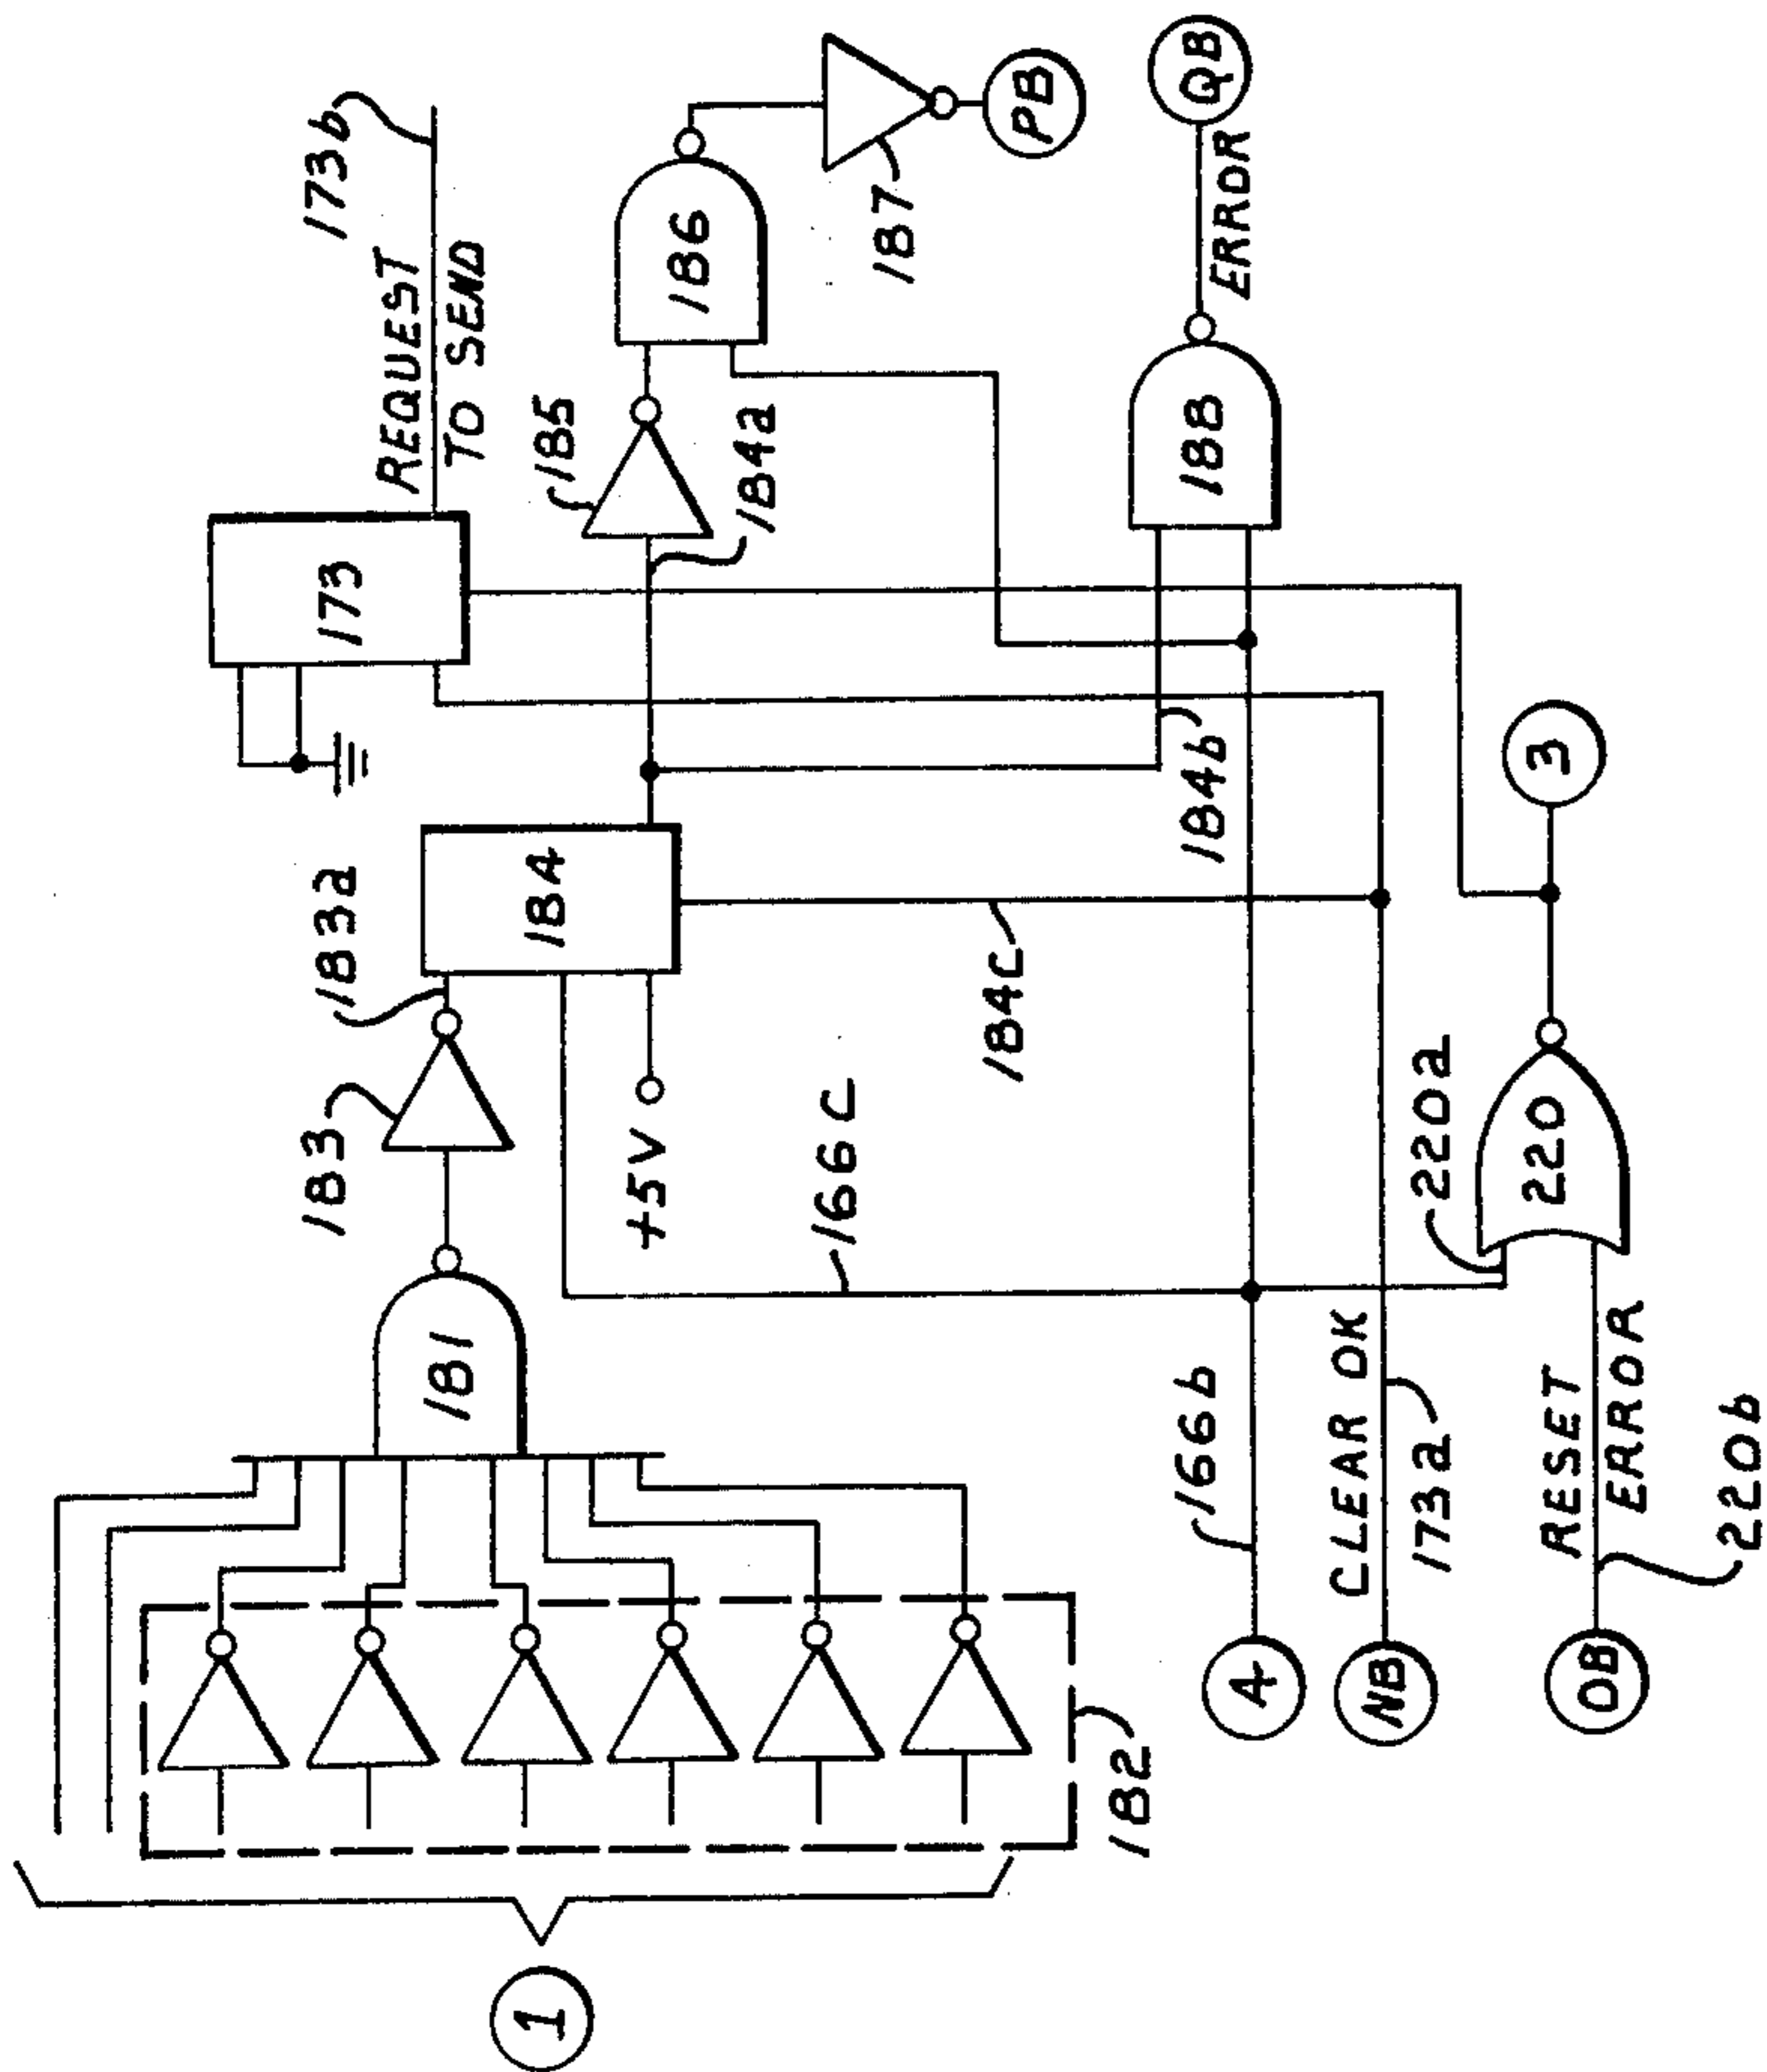 173b
REQUEST
TO SEND
173
183a
183
181
184
185
186
184a
187
PB
+5V
166C
184C
184b
188
ERROR
QB
182
1
4
166b
NB
CLEAR OK
173a
OB
RESET
ERROR
220b
220a
220
3